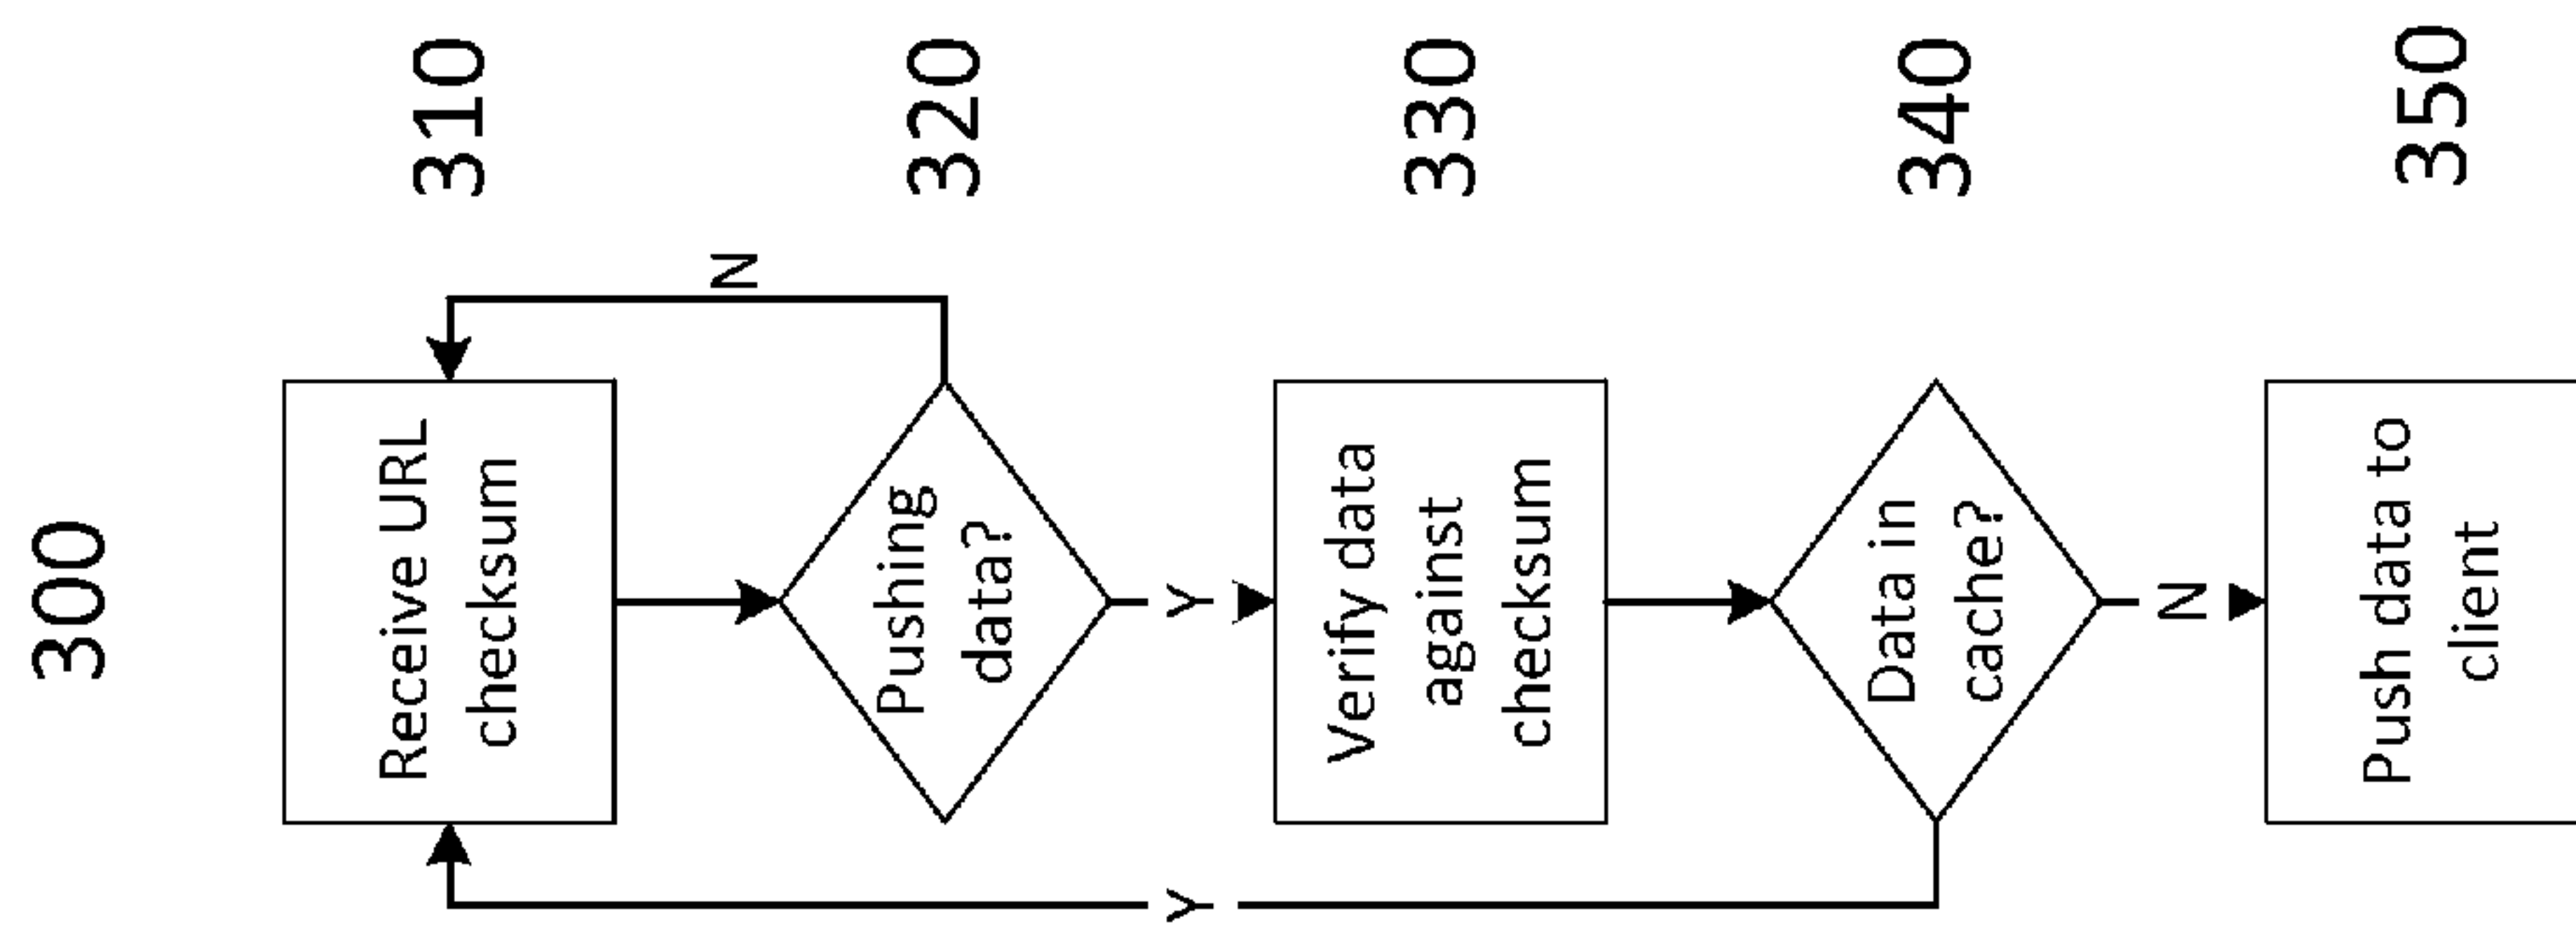 300
Receive URL
checksum
310
N
Pushing
data?
320
Y
Verify data
against
checksum
330
Y
Data in
cache?
340
N
Push data to
client
350